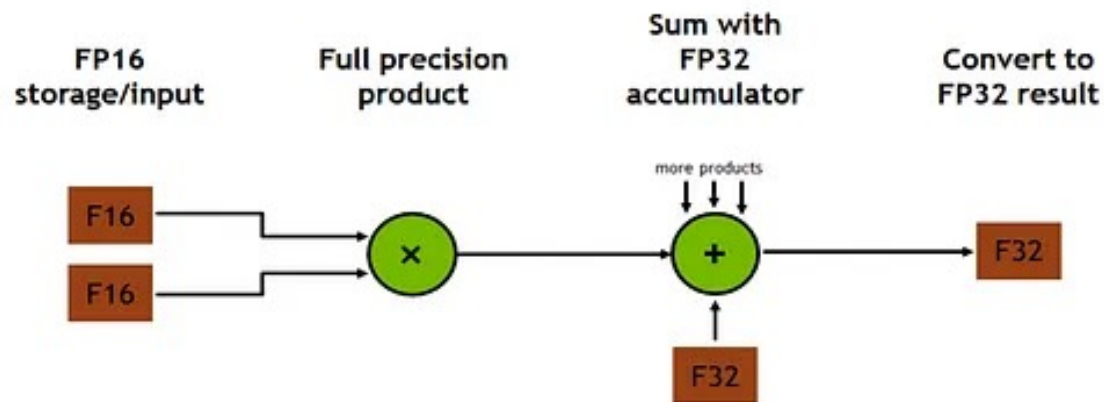 FP16
storage/input
Full precision
product
Sum with
FP32
accumulator
Convert to
FP32 result
more products
F16
F16
×
+
F32
F32